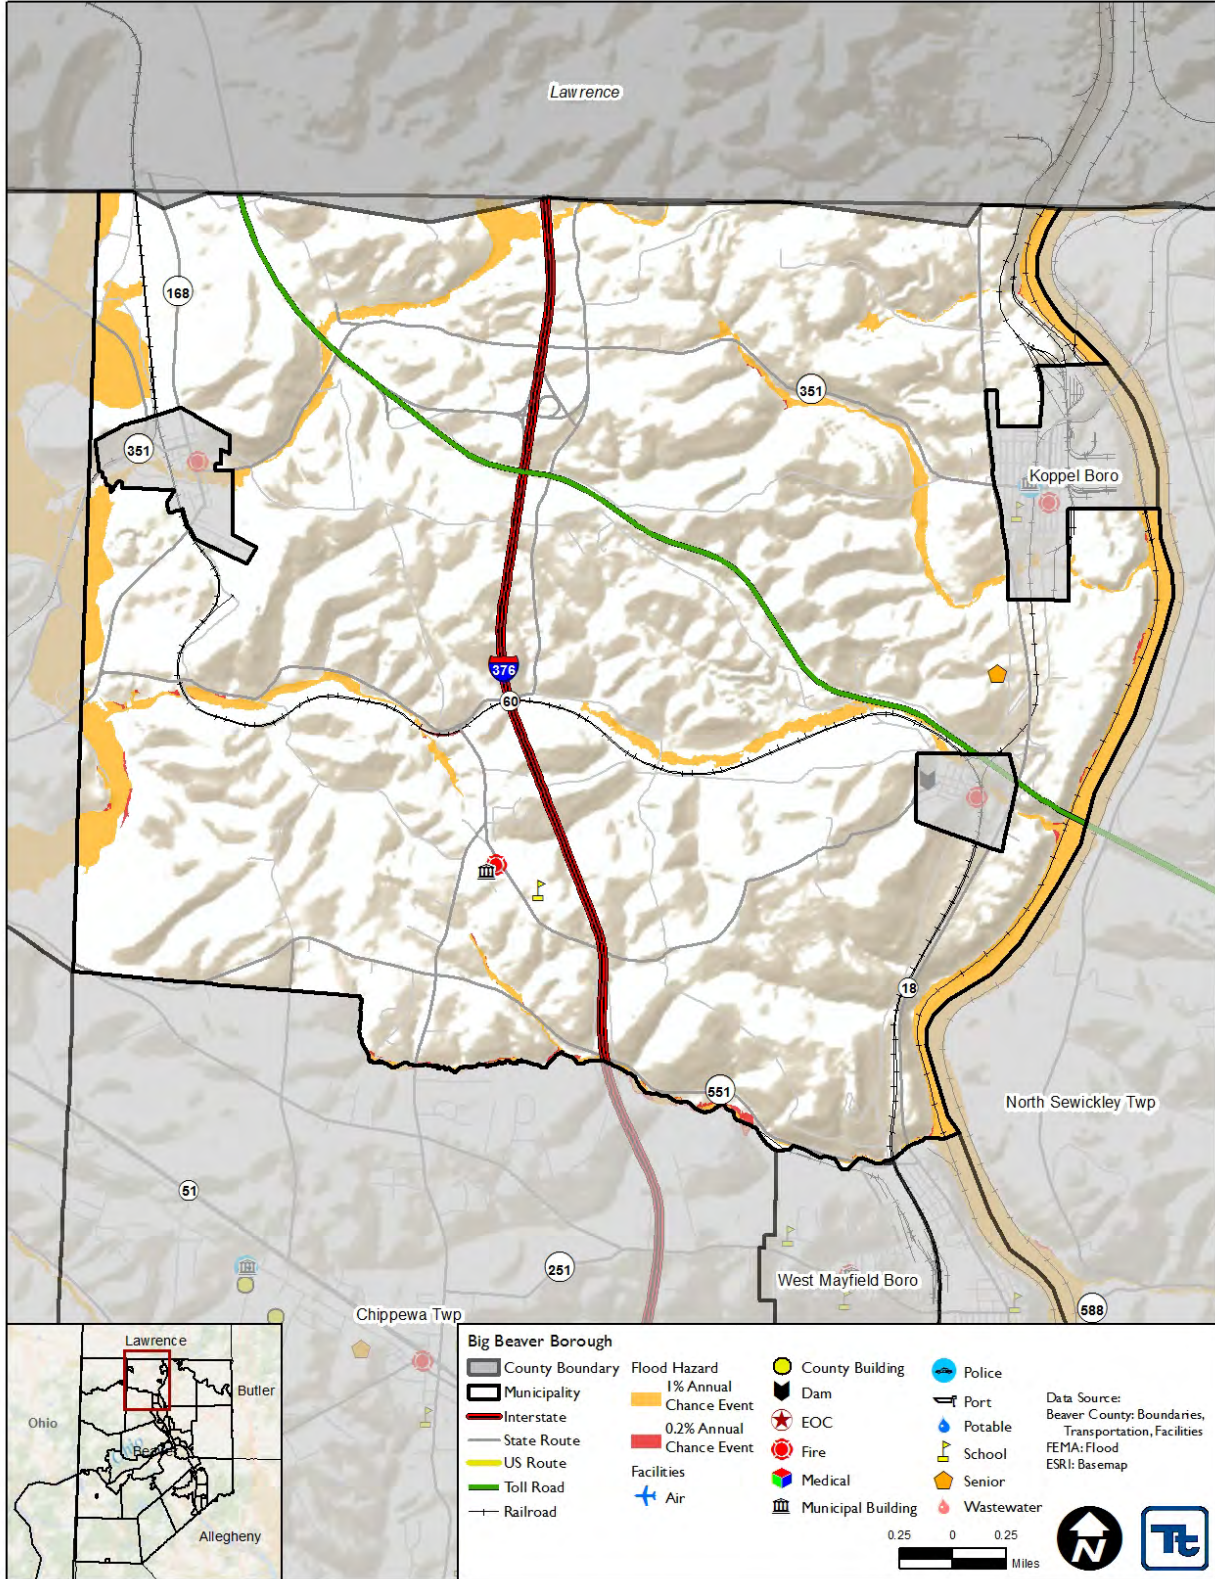 Lawrence
168
351
351
Koppel Boro
376
60
18
551
North Sewickley Twp
51
251
West Mayfield Boro
588
Chippewa Twp
Lawrence
Butler
Ohio
Ohio
Beaver
Allegheny
Big Beaver Borough
County Boundary
Municipality
Interstate
State Route
US Route
Toll Road
Railroad
Flood Hazard
1% Annual
Chance Event
0.2% Annual
Chance Event
Facilities
Air
County Building
Dam
EOC
Fire
Medical
Municipal Building
Police
Port
Potable
School
Senior
Wastewater
Data Source:
Beaver County: Boundaries,
Transportation, Facilities
FEMA: Flood
ESRI: Basemap
0.25 0 0.25
Miles
N
Tt